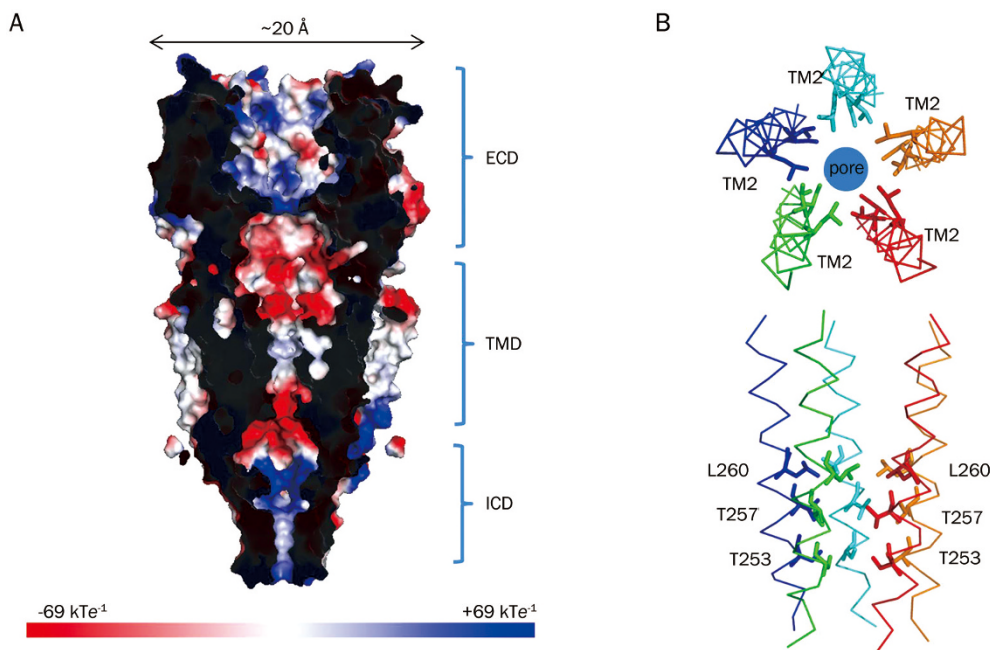 A
~20 Å
ECD
TMD
ICD
-69 kTe⁻¹
+69 kTe⁻¹
B
TM2
TM2
TM2
pore
TM2
TM2
L260
L260
T257
T257
T253
T253